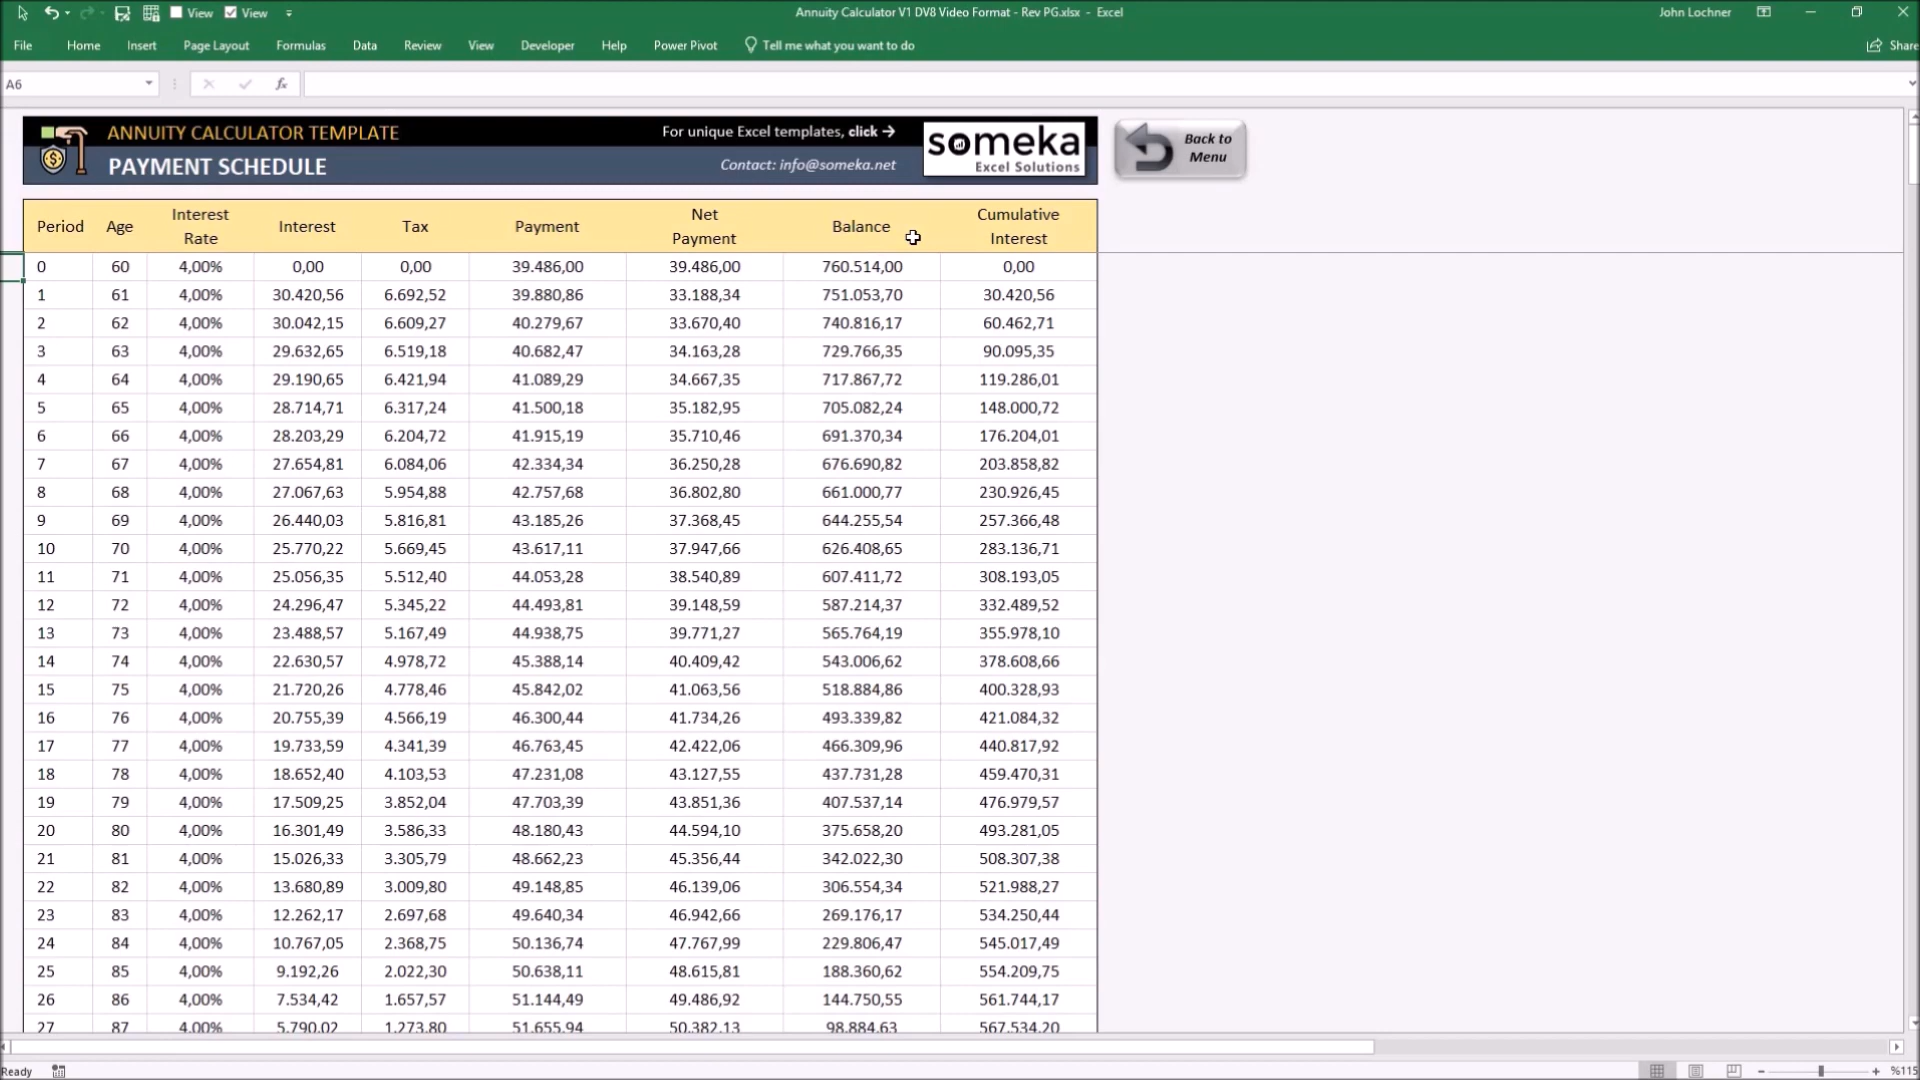 View View Annuity Calculator V1 DV8 Video Format - Rev PG.xlsx - Excel John Lochner
File Home Insert Page Layout Formulas Data Review View Developer Help Power Pivot Tell me what you want to do Share
A6 fx
ANNUITY CALCULATOR TEMPLATE For unique Excel templates, click →
PAYMENT SCHEDULE Contact: info@someka.net
someka
Excel Solutions
Back to
Menu
Period Age Interest Rate Interest Tax Payment Net Payment Balance Cumulative Interest
0 60 4,00% 0,00 0,00 39.486,00 39.486,00 760.514,00 0,00
1 61 4,00% 30.420,56 6.692,52 39.880,86 33.188,34 751.053,70 30.420,56
2 62 4,00% 30.042,15 6.609,27 40.279,67 33.670,40 740.816,17 60.462,71
3 63 4,00% 29.632,65 6.519,18 40.682,47 34.163,28 729.766,35 90.095,35
4 64 4,00% 29.190,65 6.421,94 41.089,29 34.667,35 717.867,72 119.286,01
5 65 4,00% 28.714,71 6.317,24 41.500,18 35.182,95 705.082,24 148.000,72
6 66 4,00% 28.203,29 6.204,72 41.915,19 35.710,46 691.370,34 176.204,01
7 67 4,00% 27.654,81 6.084,06 42.334,34 36.250,28 676.690,82 203.858,82
8 68 4,00% 27.067,63 5.954,88 42.757,68 36.802,80 661.000,77 230.926,45
9 69 4,00% 26.440,03 5.816,81 43.185,26 37.368,45 644.255,54 257.366,48
10 70 4,00% 25.770,22 5.669,45 43.617,11 37.947,66 626.408,65 283.136,71
11 71 4,00% 25.056,35 5.512,40 44.053,28 38.540,89 607.411,72 308.193,05
12 72 4,00% 24.296,47 5.345,22 44.493,81 39.148,59 587.214,37 332.489,52
13 73 4,00% 23.488,57 5.167,49 44.938,75 39.771,27 565.764,19 355.978,10
14 74 4,00% 22.630,57 4.978,72 45.388,14 40.409,42 543.006,62 378.608,66
15 75 4,00% 21.720,26 4.778,46 45.842,02 41.063,56 518.884,86 400.328,93
16 76 4,00% 20.755,39 4.566,19 46.300,44 41.734,26 493.339,82 421.084,32
17 77 4,00% 19.733,59 4.341,39 46.763,45 42.422,06 466.309,96 440.817,92
18 78 4,00% 18.652,40 4.103,53 47.231,08 43.127,55 437.731,28 459.470,31
19 79 4,00% 17.509,25 3.852,04 47.703,39 43.851,36 407.537,14 476.979,57
20 80 4,00% 16.301,49 3.586,33 48.180,43 44.594,10 375.658,20 493.281,05
21 81 4,00% 15.026,33 3.305,79 48.662,23 45.356,44 342.022,30 508.307,38
22 82 4,00% 13.680,89 3.009,80 49.148,85 46.139,06 306.554,34 521.988,27
23 83 4,00% 12.262,17 2.697,68 49.640,34 46.942,66 269.176,17 534.250,44
24 84 4,00% 10.767,05 2.368,75 50.136,74 47.767,99 229.806,47 545.017,49
25 85 4,00% 9.192,26 2.022,30 50.638,11 48.615,81 188.360,62 554.209,75
26 86 4,00% 7.534,42 1.657,57 51.144,49 49.486,92 144.750,55 561.744,17
27 87 4,00% 5.790,02 1.273,80 51.655,94 50.382,13 98.884,63 567.534,20
Ready %115